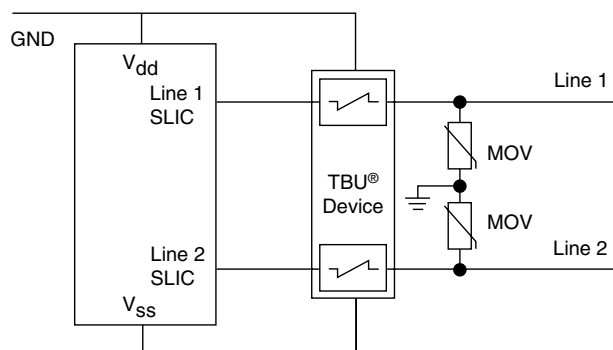 GND
Vdd
Line 1
SLIC
Line 1
MOV
TBU®
Device
MOV
Line 2
SLIC
Line 2
Vss